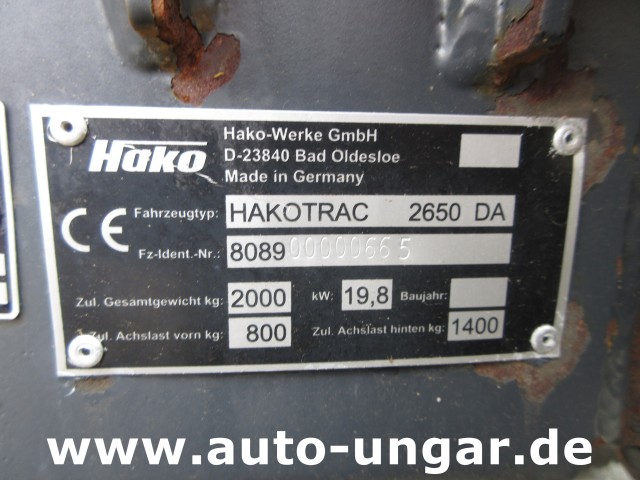 Hako
Hako-Werke GmbH
D-23840 Bad Oldesloe
Made in Germany
CE
Fahrzeugtyp: HAKOTRAC 2650 DA
Fz-Ident.-Nr.: 808900000665
Zul. Gesamtgewicht kg: 2000 kW: 19,8 Baujahr:
Zul. Achslast vorn kg: 800 Zul. Achslast hinten kg: 1400
www.auto-ungar.de